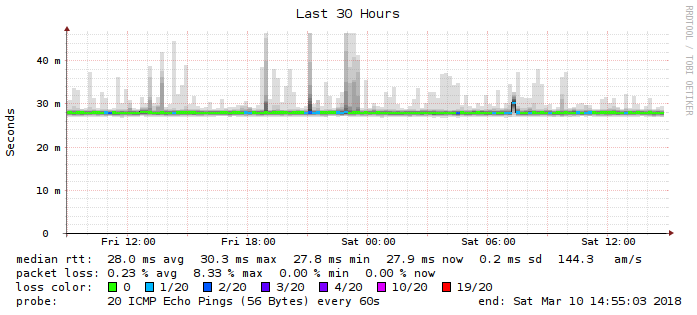 Last 30 Hours
RRDTOOL / TOBI OETIKER
Seconds
40 m
30 m
20 m
10 m
0
Fri 12:00 Fri 18:00 Sat 00:00 Sat 06:00 Sat 12:00
median rtt: 28.0 ms avg 30.3 ms max 27.8 ms min 27.9 ms now 0.2 ms sd 144.3 am/s
packet loss: 0.23 % avg 8.33 % max 0.00 % min 0.00 % now
loss color: 0 1/20 2/20 3/20 4/20 10/20 19/20
probe: 20 ICMP Echo Pings (56 Bytes) every 60s end: Sat Mar 10 14:55:03 2018